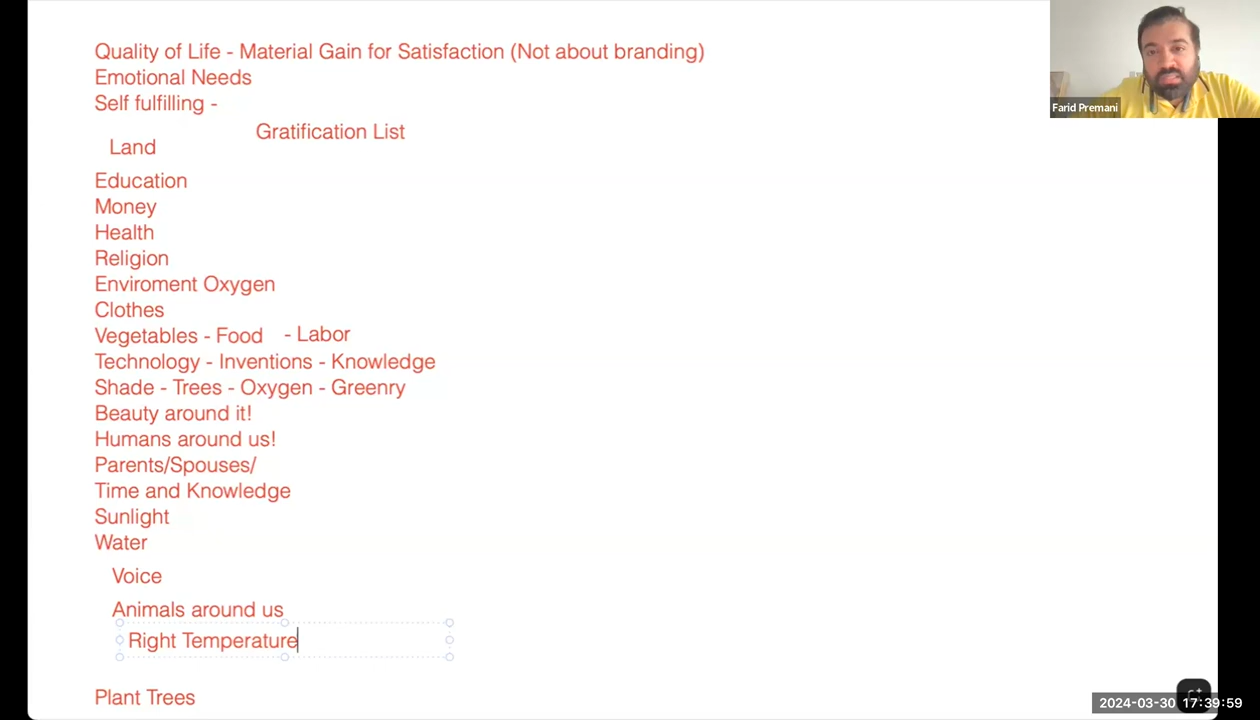 Quality of Life - Material Gain for Satisfaction (Not about branding)
Emotional Needs
Self fulfilling -
Gratification List
Land
Education
Money
Health
Religion
Enviroment Oxygen
Clothes
Vegetables - Food - Labor
Technology - Inventions - Knowledge
Shade - Trees - Oxygen - Greenry
Beauty around it!
Humans around us!
Parents/Spouses/
Time and Knowledge
Sunlight
Water
Voice
Animals around us
Right Temperature
Plant Trees
Farid Premani
2024-03-30 17:39:59